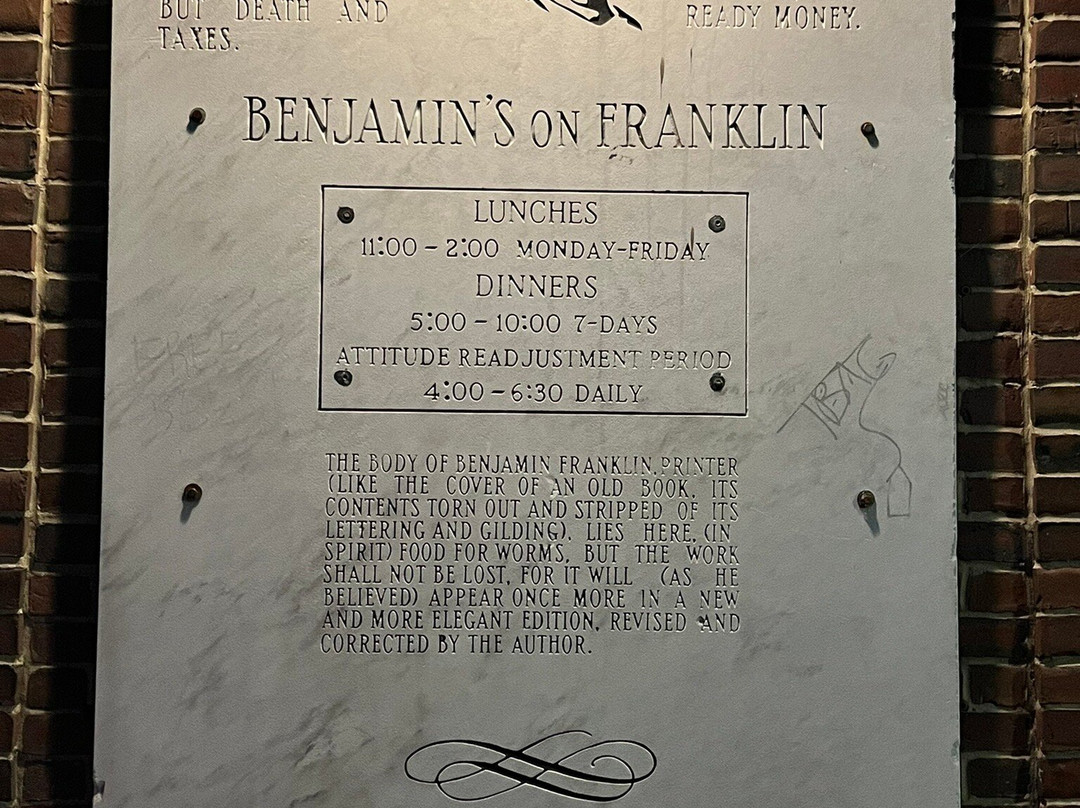 BUT DEATH AND
TAXES.
READY MONEY.
BENJAMIN'S ON FRANKLIN
LUNCHES
11:00 – 2:00 MONDAY–FRIDAY
DINNERS
5:00 – 10:00 7–DAYS
ATTITUDE READJUSTMENT PERIOD
4:00 – 6:30 DAILY
THE BODY OF BENJAMIN FRANKLIN, PRINTER
(LIKE THE COVER OF AN OLD BOOK, ITS
CONTENTS TORN OUT AND STRIPPED OF ITS
LETTERING AND GILDING), LIES HERE, (IN
SPIRIT) FOOD FOR WORMS, BUT THE WORK
SHALL NOT BE LOST, FOR IT WILL (AS HE
BELIEVED) APPEAR ONCE MORE IN A NEW
AND MORE ELEGANT EDITION, REVISED AND
CORRECTED BY THE AUTHOR.